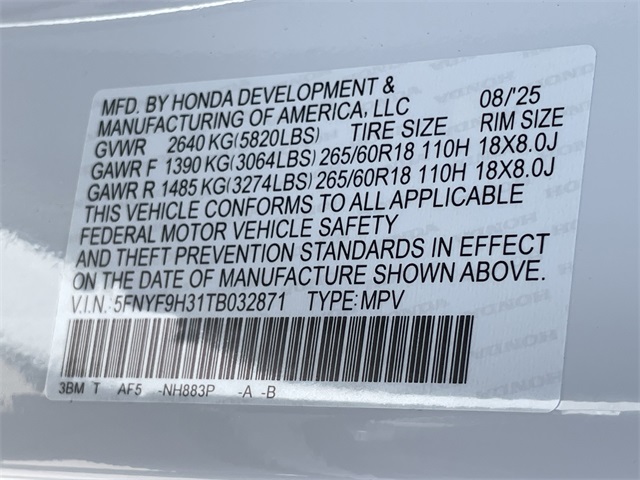 MFD. BY HONDA DEVELOPMENT &
MANUFACTURING OF AMERICA, LLC 08/'25
GVWR 2640 KG(5820LBS) TIRE SIZE RIM SIZE
GAWR F 1390 KG(3064LBS) 265/60R18 110H 18X8.0J
GAWR R 1485 KG(3274LBS) 265/60R18 110H 18X8.0J
THIS VEHICLE CONFORMS TO ALL APPLICABLE
FEDERAL MOTOR VEHICLE SAFETY
AND THEFT PREVENTION STANDARDS IN EFFECT
ON THE DATE OF MANUFACTURE SHOWN ABOVE.
V.I.N. 5FNYF9H31TB032871 TYPE: MPV
3BM T AF5 -NH883P -A -B